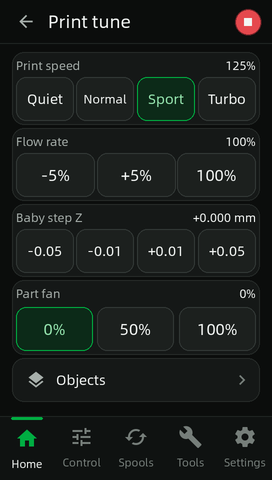 Print tune
Print speed 125%
Quiet Normal Sport Turbo
Flow rate 100%
-5% +5% 100%
Baby step Z +0.000 mm
-0.05 -0.01 +0.01 +0.05
Part fan 0%
0% 50% 100%
Objects
Home Control Spools Tools Settings